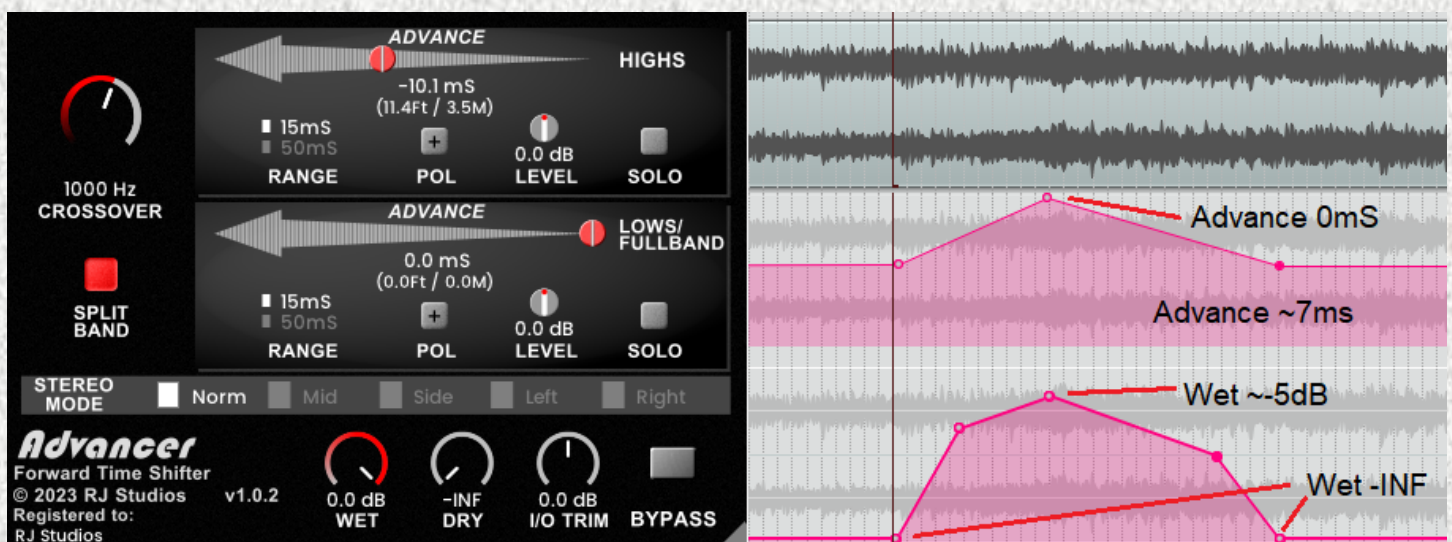 ADVANCE
HIGHS
-10.1 mS
(11.4Ft / 3.5M)
15mS
50mS
+
0.0 dB
RANGE POL LEVEL SOLO
1000 Hz
CROSSOVER
ADVANCE
LOWS/
FULLBAND
0.0 mS
(0.0Ft / 0.0M)
15mS
50mS
+
0.0 dB
RANGE POL LEVEL SOLO
SPLIT
BAND
STEREO
MODE
Norm Mid Side Left Right
Advancer
Forward Time Shifter
© 2023 RJ Studios v1.0.2
Registered to:
RJ Studios
0.0 dB -INF 0.0 dB
WET DRY I/O TRIM BYPASS
Advance 0mS
Advance ~7ms
Wet ~-5dB
Wet -INF